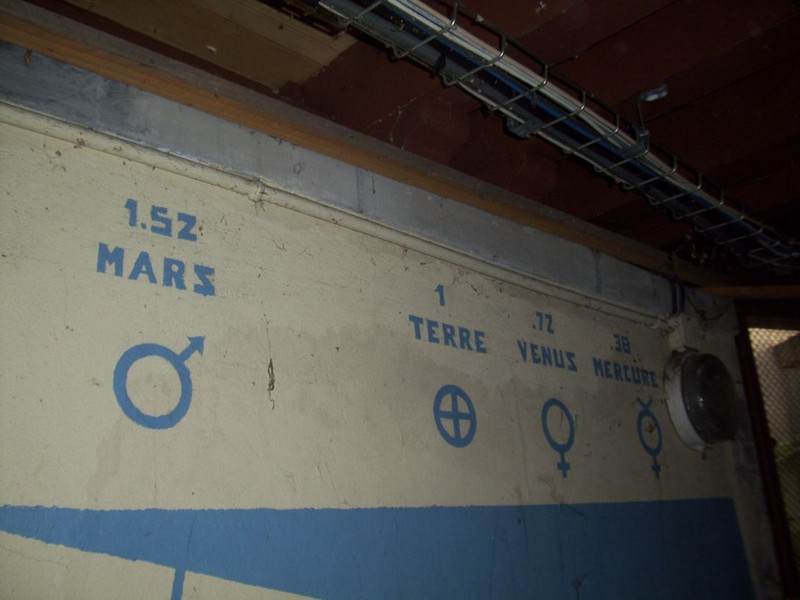 1.52
MARS
1
TERRE
.72
VENUS
.38
MERCURE